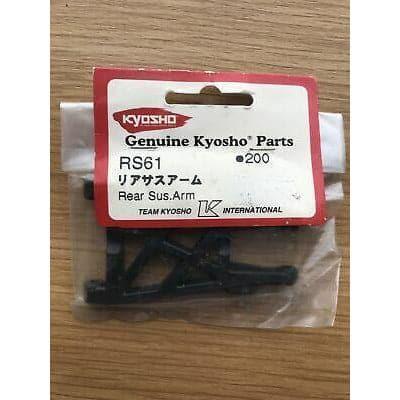 KYOSHO
Genuine Kyosho® Parts
RS61 ●200
リアサスアーム
Rear Sus.Arm
TEAM KYOSHO K INTERNATIONAL